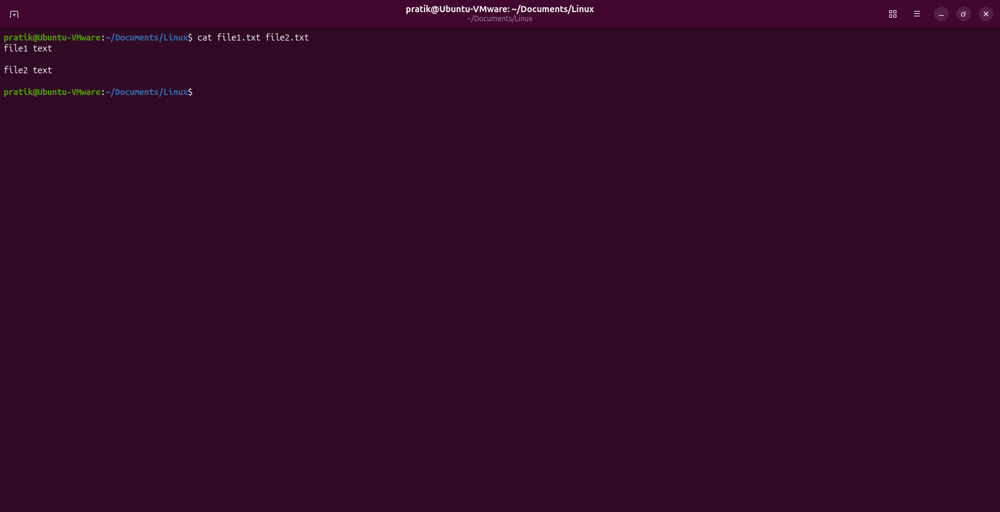 pratik@Ubuntu-VMware: ~/Documents/Linux
~/Documents/Linux
pratik@Ubuntu-VMware:~/Documents/Linux$ cat file1.txt file2.txt
file1 text
file2 text
pratik@Ubuntu-VMware:~/Documents/Linux$